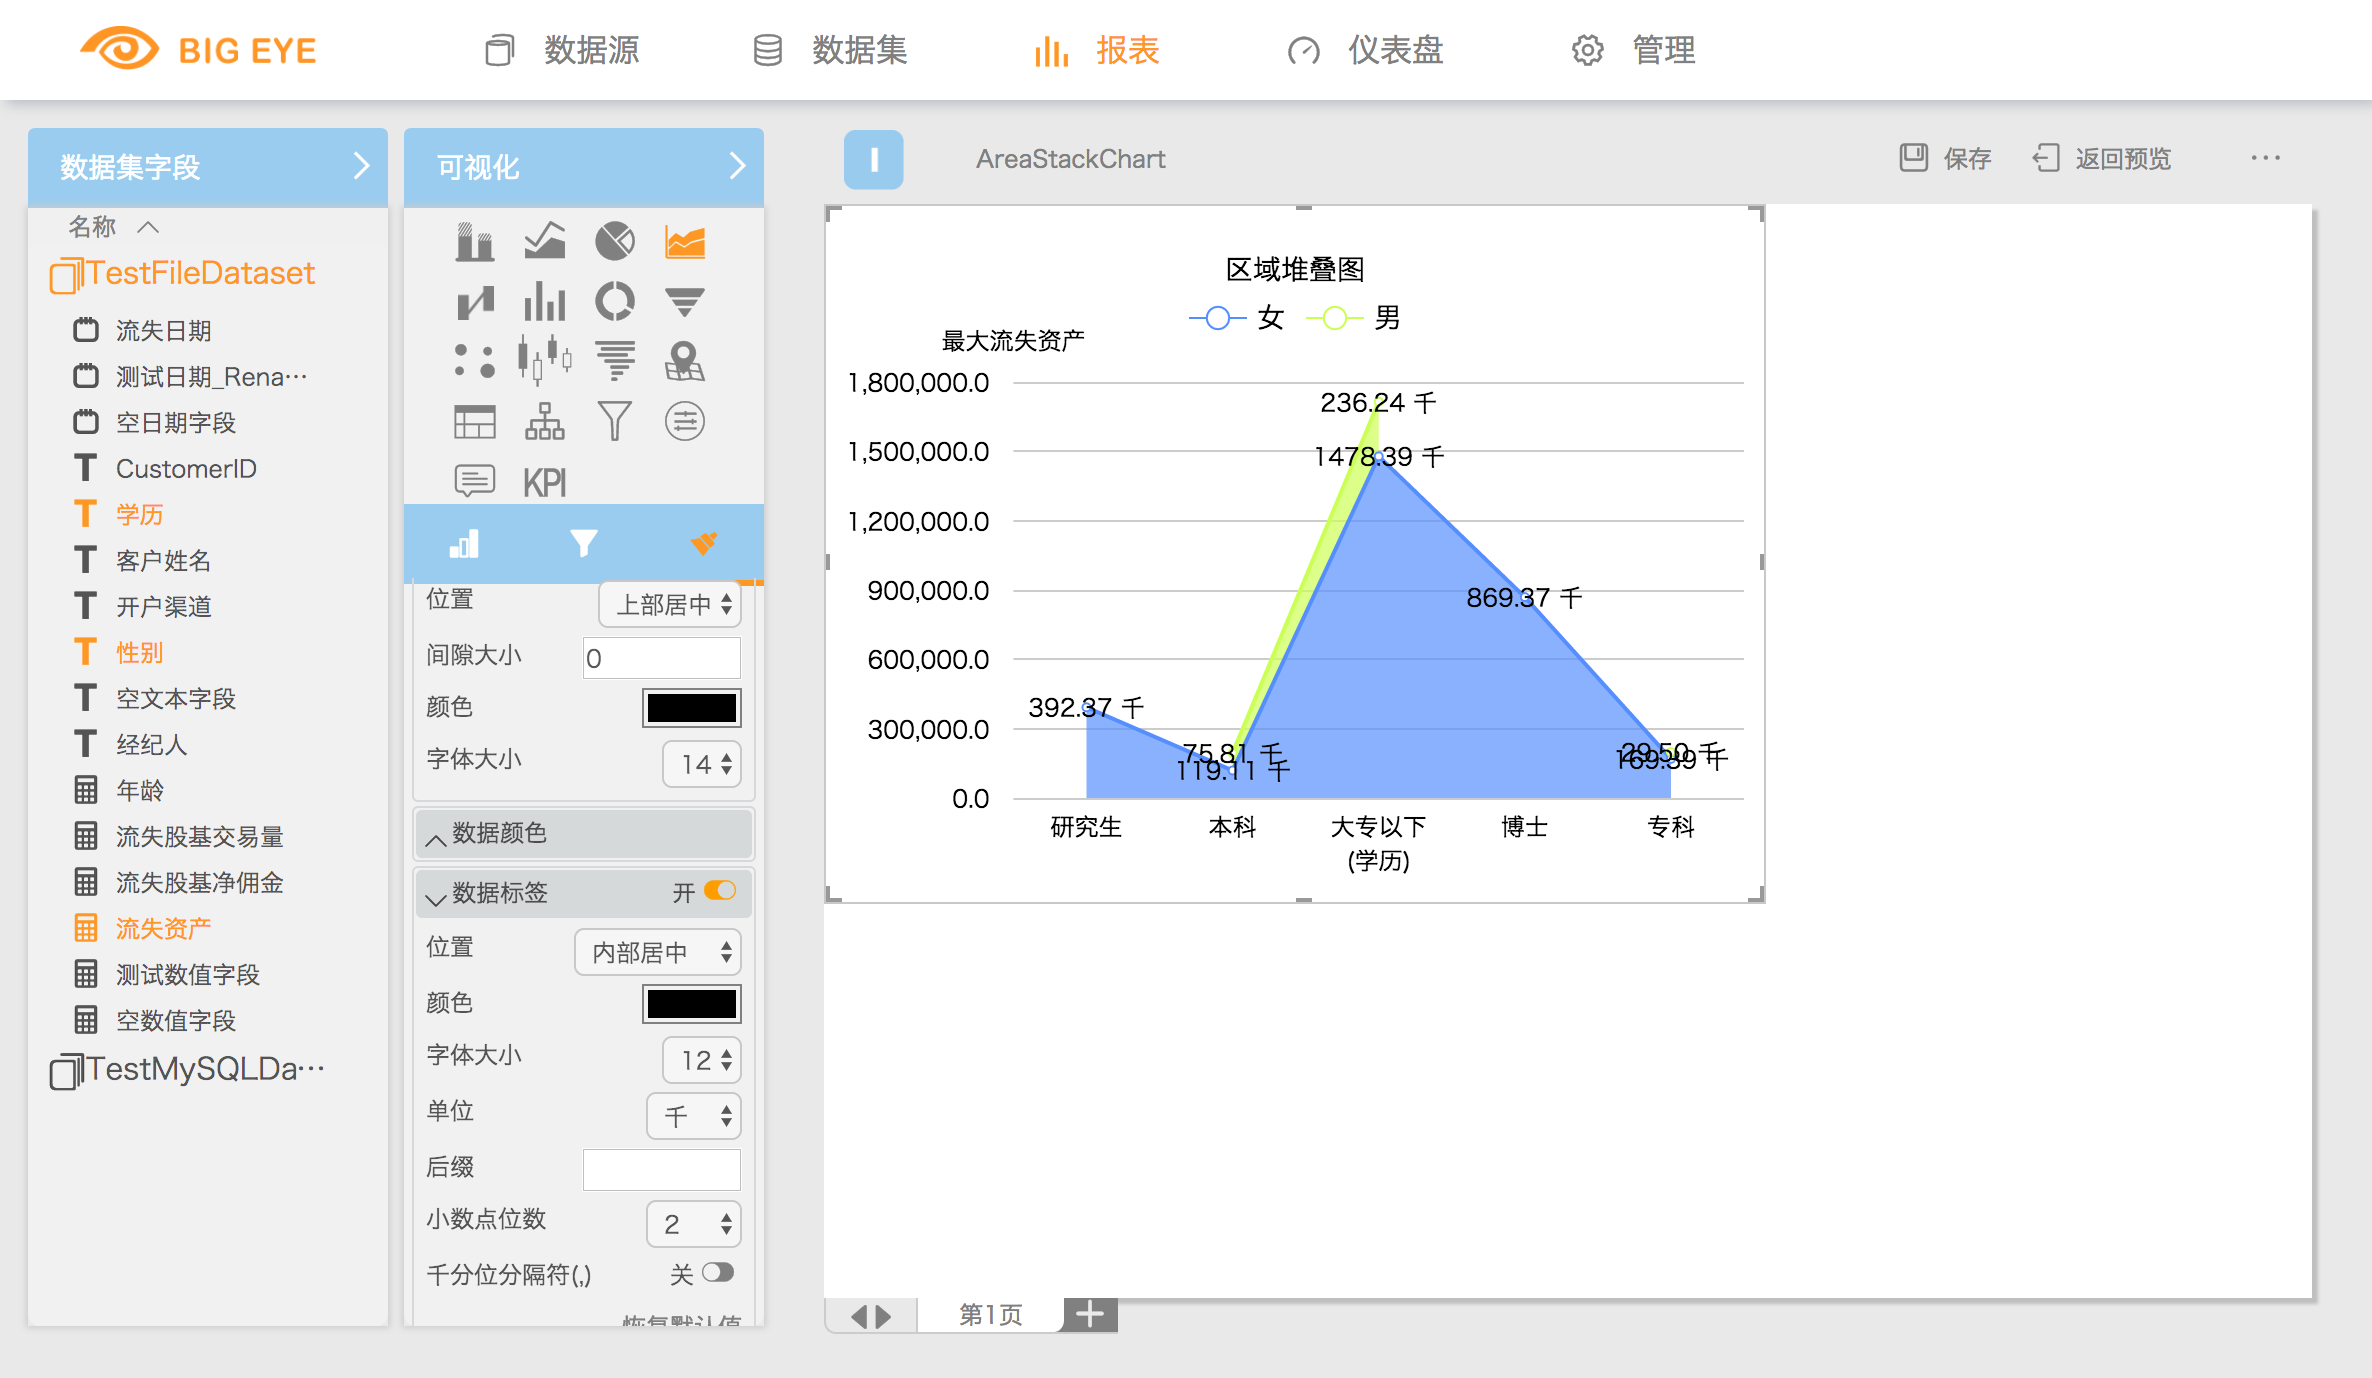 BIG EYE
数据源
数据集
报表
仪表盘
管理
数据集字段
名称
TestFileDataset
流失日期
测试日期_Rena…
空日期字段
CustomerID
学历
客户姓名
开户渠道
性别
空文本字段
经纪人
年龄
流失股基交易量
流失股基净佣金
流失资产
测试数值字段
空数值字段
TestMySQLDa…
可视化
KPI
位置
上部居中
间隙大小
0
颜色
字体大小
14
数据颜色
数据标签
开
位置
内部居中
颜色
字体大小
12
单位
千
后缀
小数点位数
2
千分位分隔符(,)
关
恢复默认值
AreaStackChart
保存
返回预览
区域堆叠图
女
男
最大流失资产
1,800,000.0
1,500,000.0
1,200,000.0
900,000.0
600,000.0
300,000.0
0.0
236.24 千
1478.39 千
869.37 千
392.37 千
75.81 千
119.11 千
29.50 千
169.39 千
研究生
本科
大专以下
博士
专科
(学历)
第1页